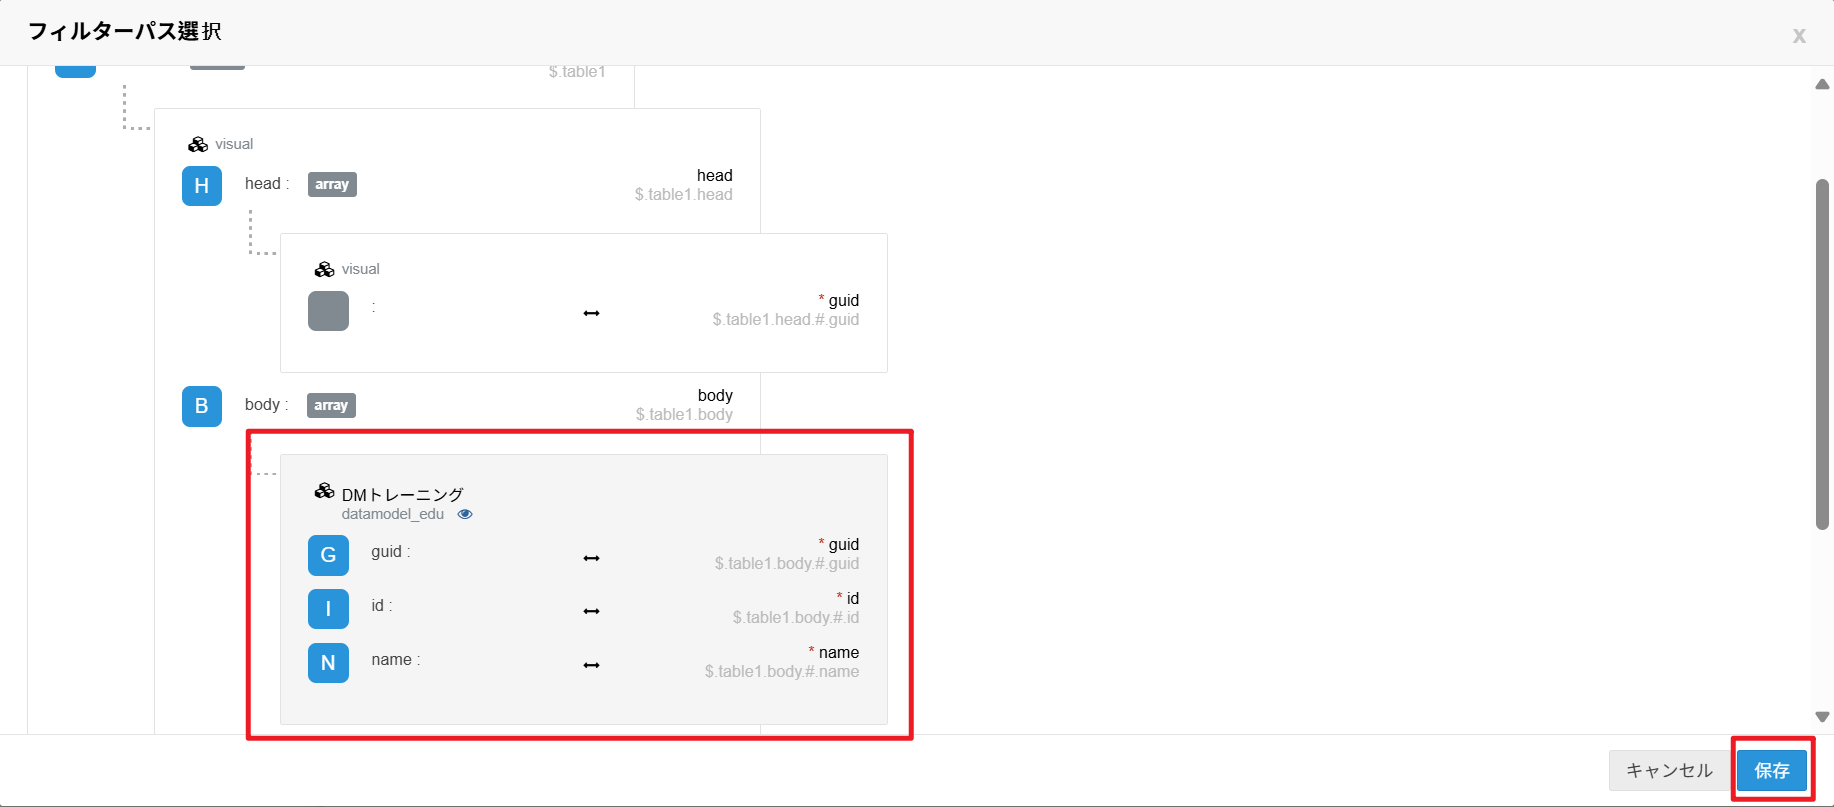 フィルターパス選択
x
$.table1
visual
H head : array head
$.table1.head
visual
: * guid
$.table1.head.#.guid
B body : array body
$.table1.body
DMトレーニング
datamodel_edu
G guid : * guid
$.table1.body.#.guid
I id : * id
$.table1.body.#.id
N name : * name
$.table1.body.#.name
キャンセル 保存